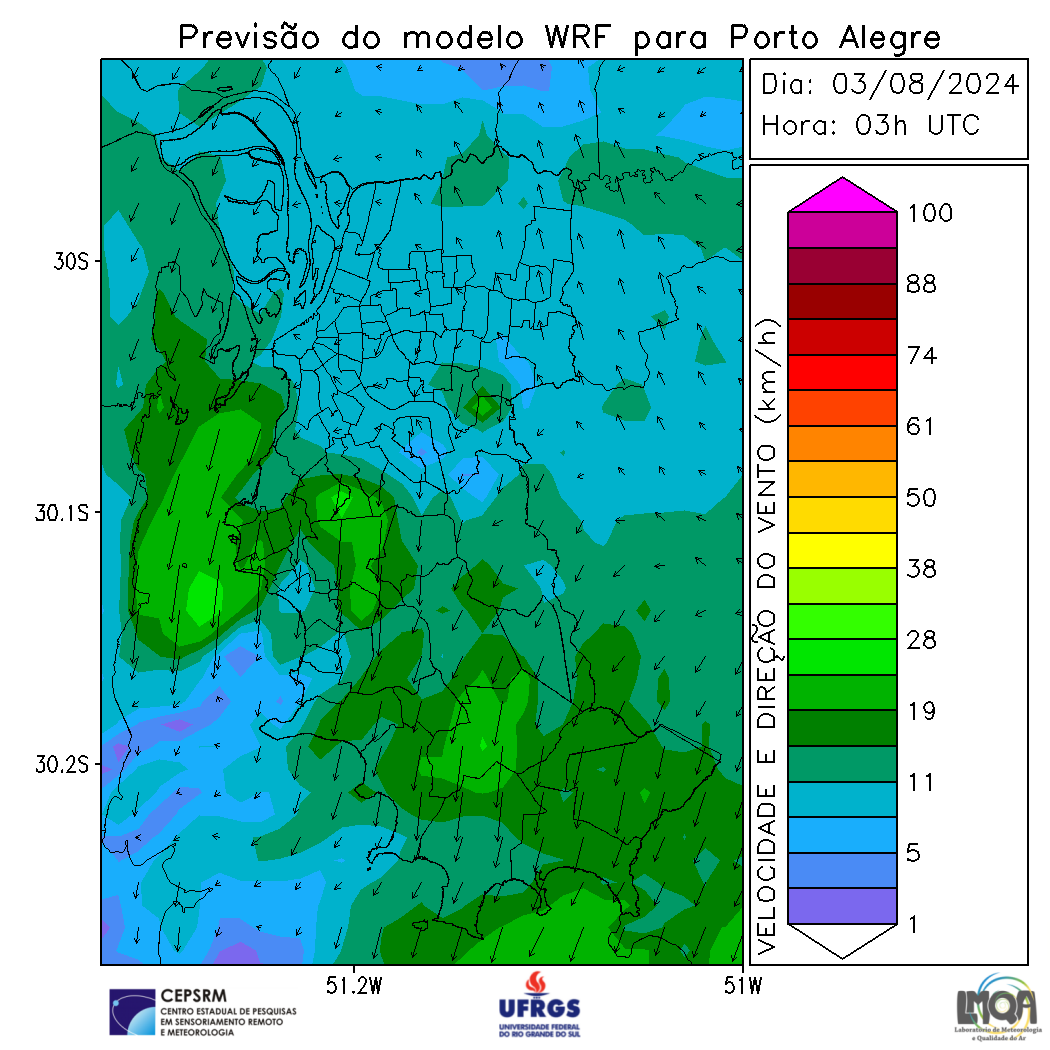 Previsão do modelo WRF para Porto Alegre
Dia: 03/08/2024
Hora: 03h UTC
30S
30.1S
30.2S
51.2W
51W
VELOCIDADE E DIREÇÃO DO VENTO (km/h)
100
88
74
61
50
38
28
19
11
5
1
CEPSRM
CENTRO ESTADUAL DE PESQUISAS
EM SENSORIAMENTO REMOTO
E METEOROLOGIA
UFRGS
UNIVERSIDADE FEDERAL
DO RIO GRANDE DO SUL
LMQA
Laboratório de Meteorologia
e Qualidade do Ar